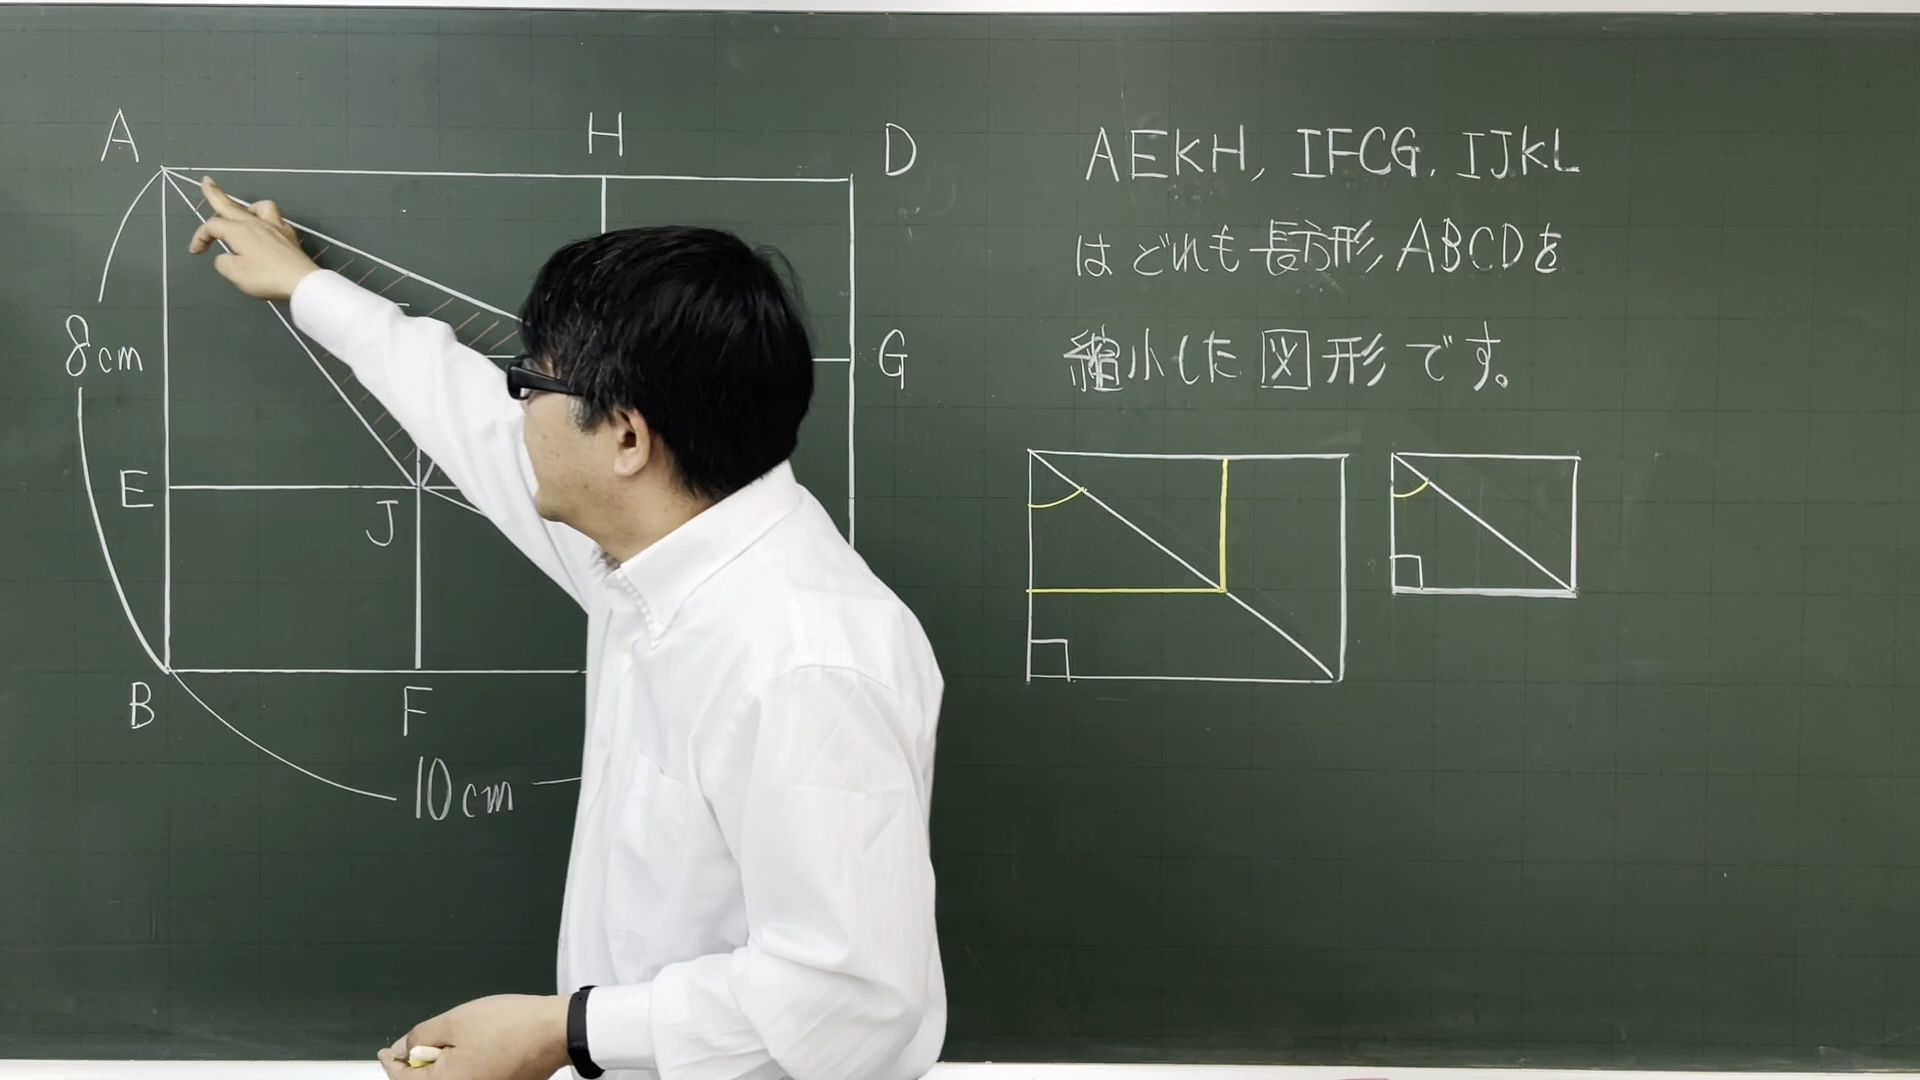 A
H
D
8cm
G
E
J
B
F
10cm
AEKH, IFCG, IJKL
はどれも長方形ABCDを
縮小した図形です。